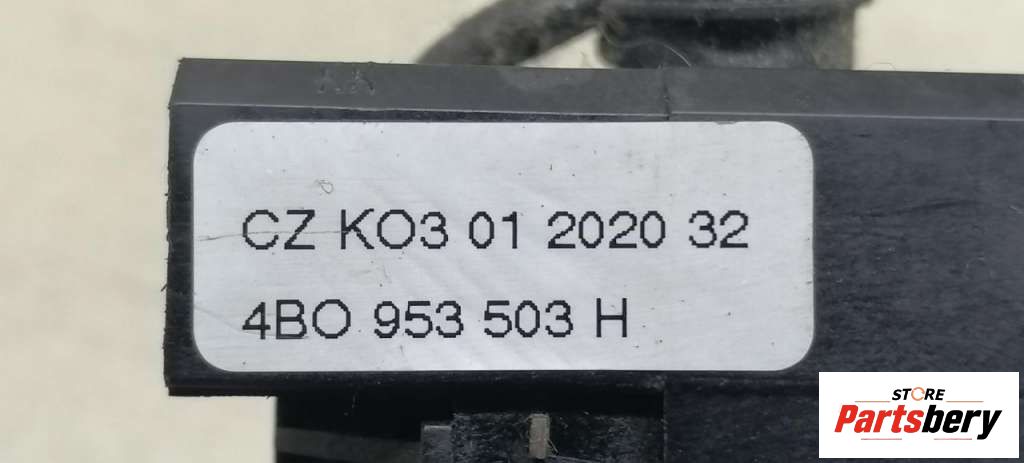 CZ KO3 01 2020 32
4BO 953 503 H
STORE
Partsbery